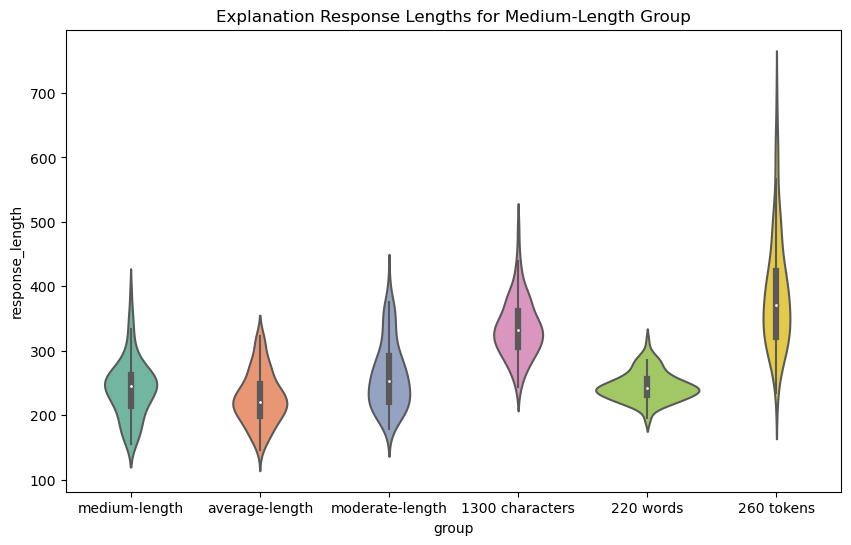 Explanation Response Lengths for Medium-Length Group
response_length
700
600
500
400
300
200
100
medium-length average-length moderate-length 1300 characters 220 words 260 tokens
group